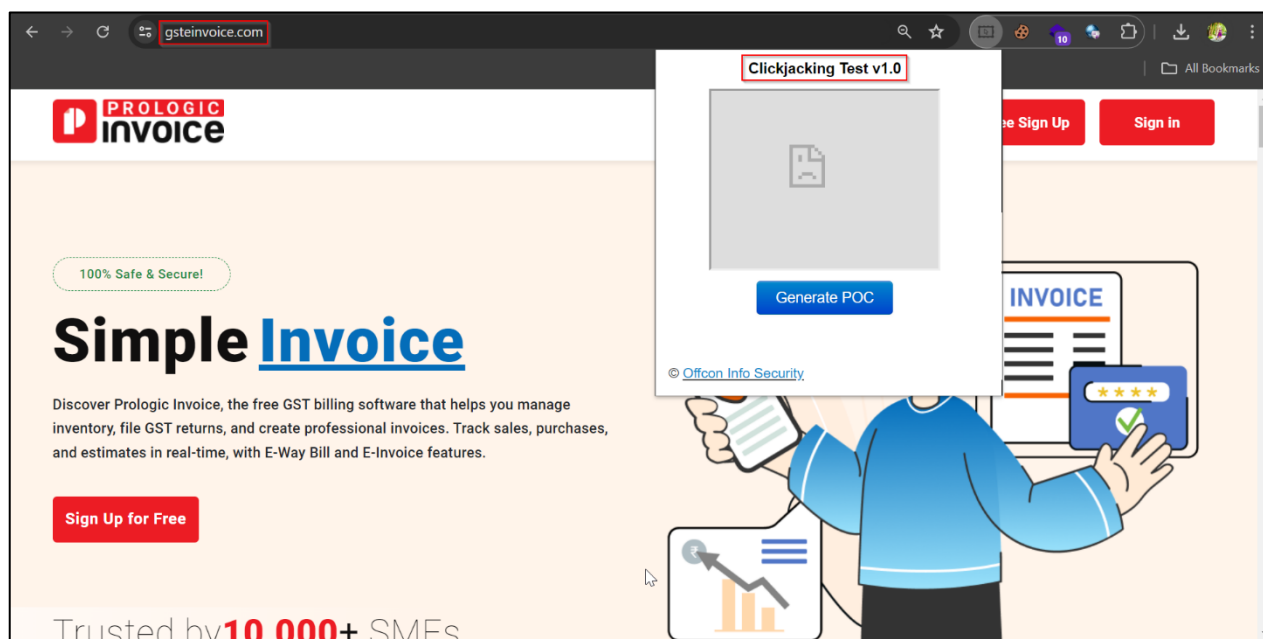 gsteinvoice.com
10
All Bookmarks
Clickjacking Test v1.0
Generate POC
© Offcon Info Security
PROLOGIC
invoice
ee Sign Up
Sign in
100% Safe & Secure!
Simple Invoice
Discover Prologic Invoice, the free GST billing software that helps you manage
inventory, file GST returns, and create professional invoices. Track sales, purchases,
and estimates in real-time, with E-Way Bill and E-Invoice features.
Sign Up for Free
INVOICE
****
₹
Trusted by 10,000+ SMEs